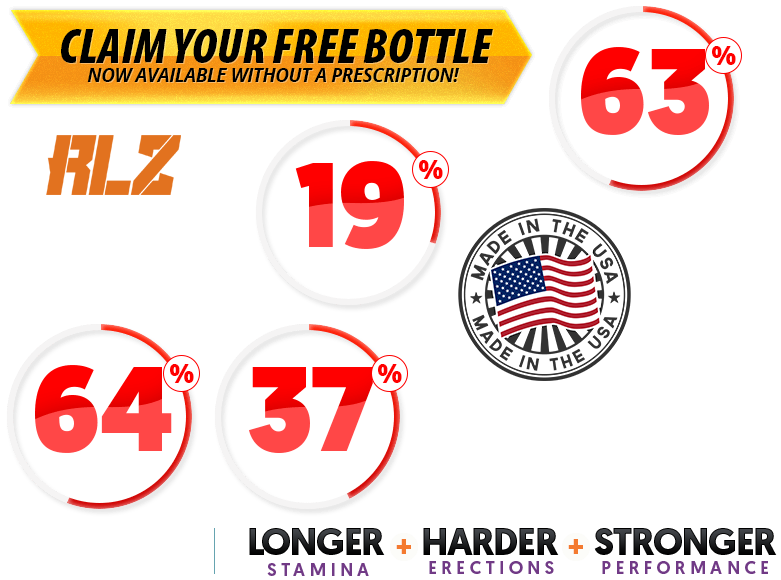 CLAIM YOUR FREE BOTTLE
NOW AVAILABLE WITHOUT A PRESCRIPTION!
63%
RLZ
19%
MADE IN THE USA
MADE IN THE USA
64%
37%
LONGER + HARDER + STRONGER
STAMINA ERECTIONS PERFORMANCE